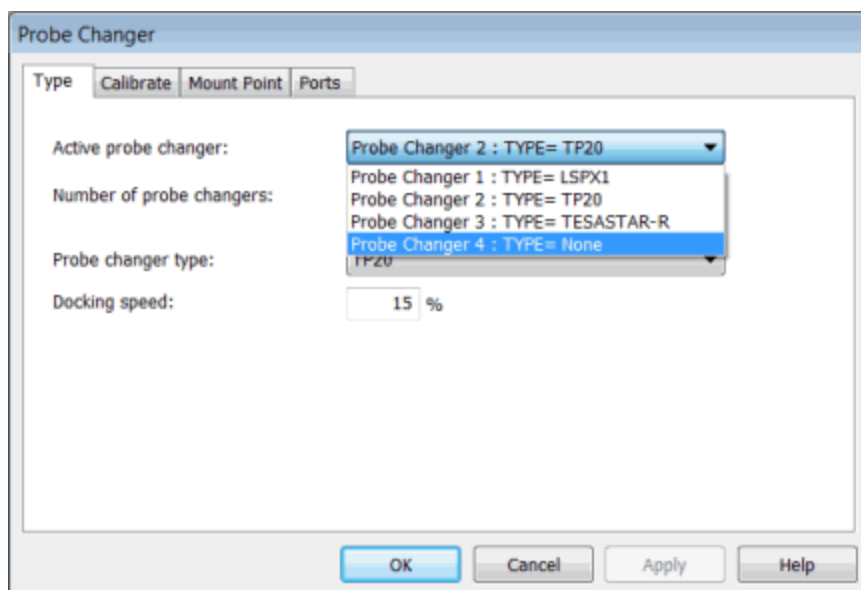 Probe Changer
Type Calibrate Mount Point Ports
Active probe changer: Probe Changer 2 : TYPE= TP20
Probe Changer 1 : TYPE= LSPX1
Number of probe changers: Probe Changer 2 : TYPE= TP20
Probe Changer 3 : TYPE= TESASTAR-R
Probe Changer 4 : TYPE= None
Probe changer type: TP20
Docking speed: 15 %
OK Cancel Apply Help